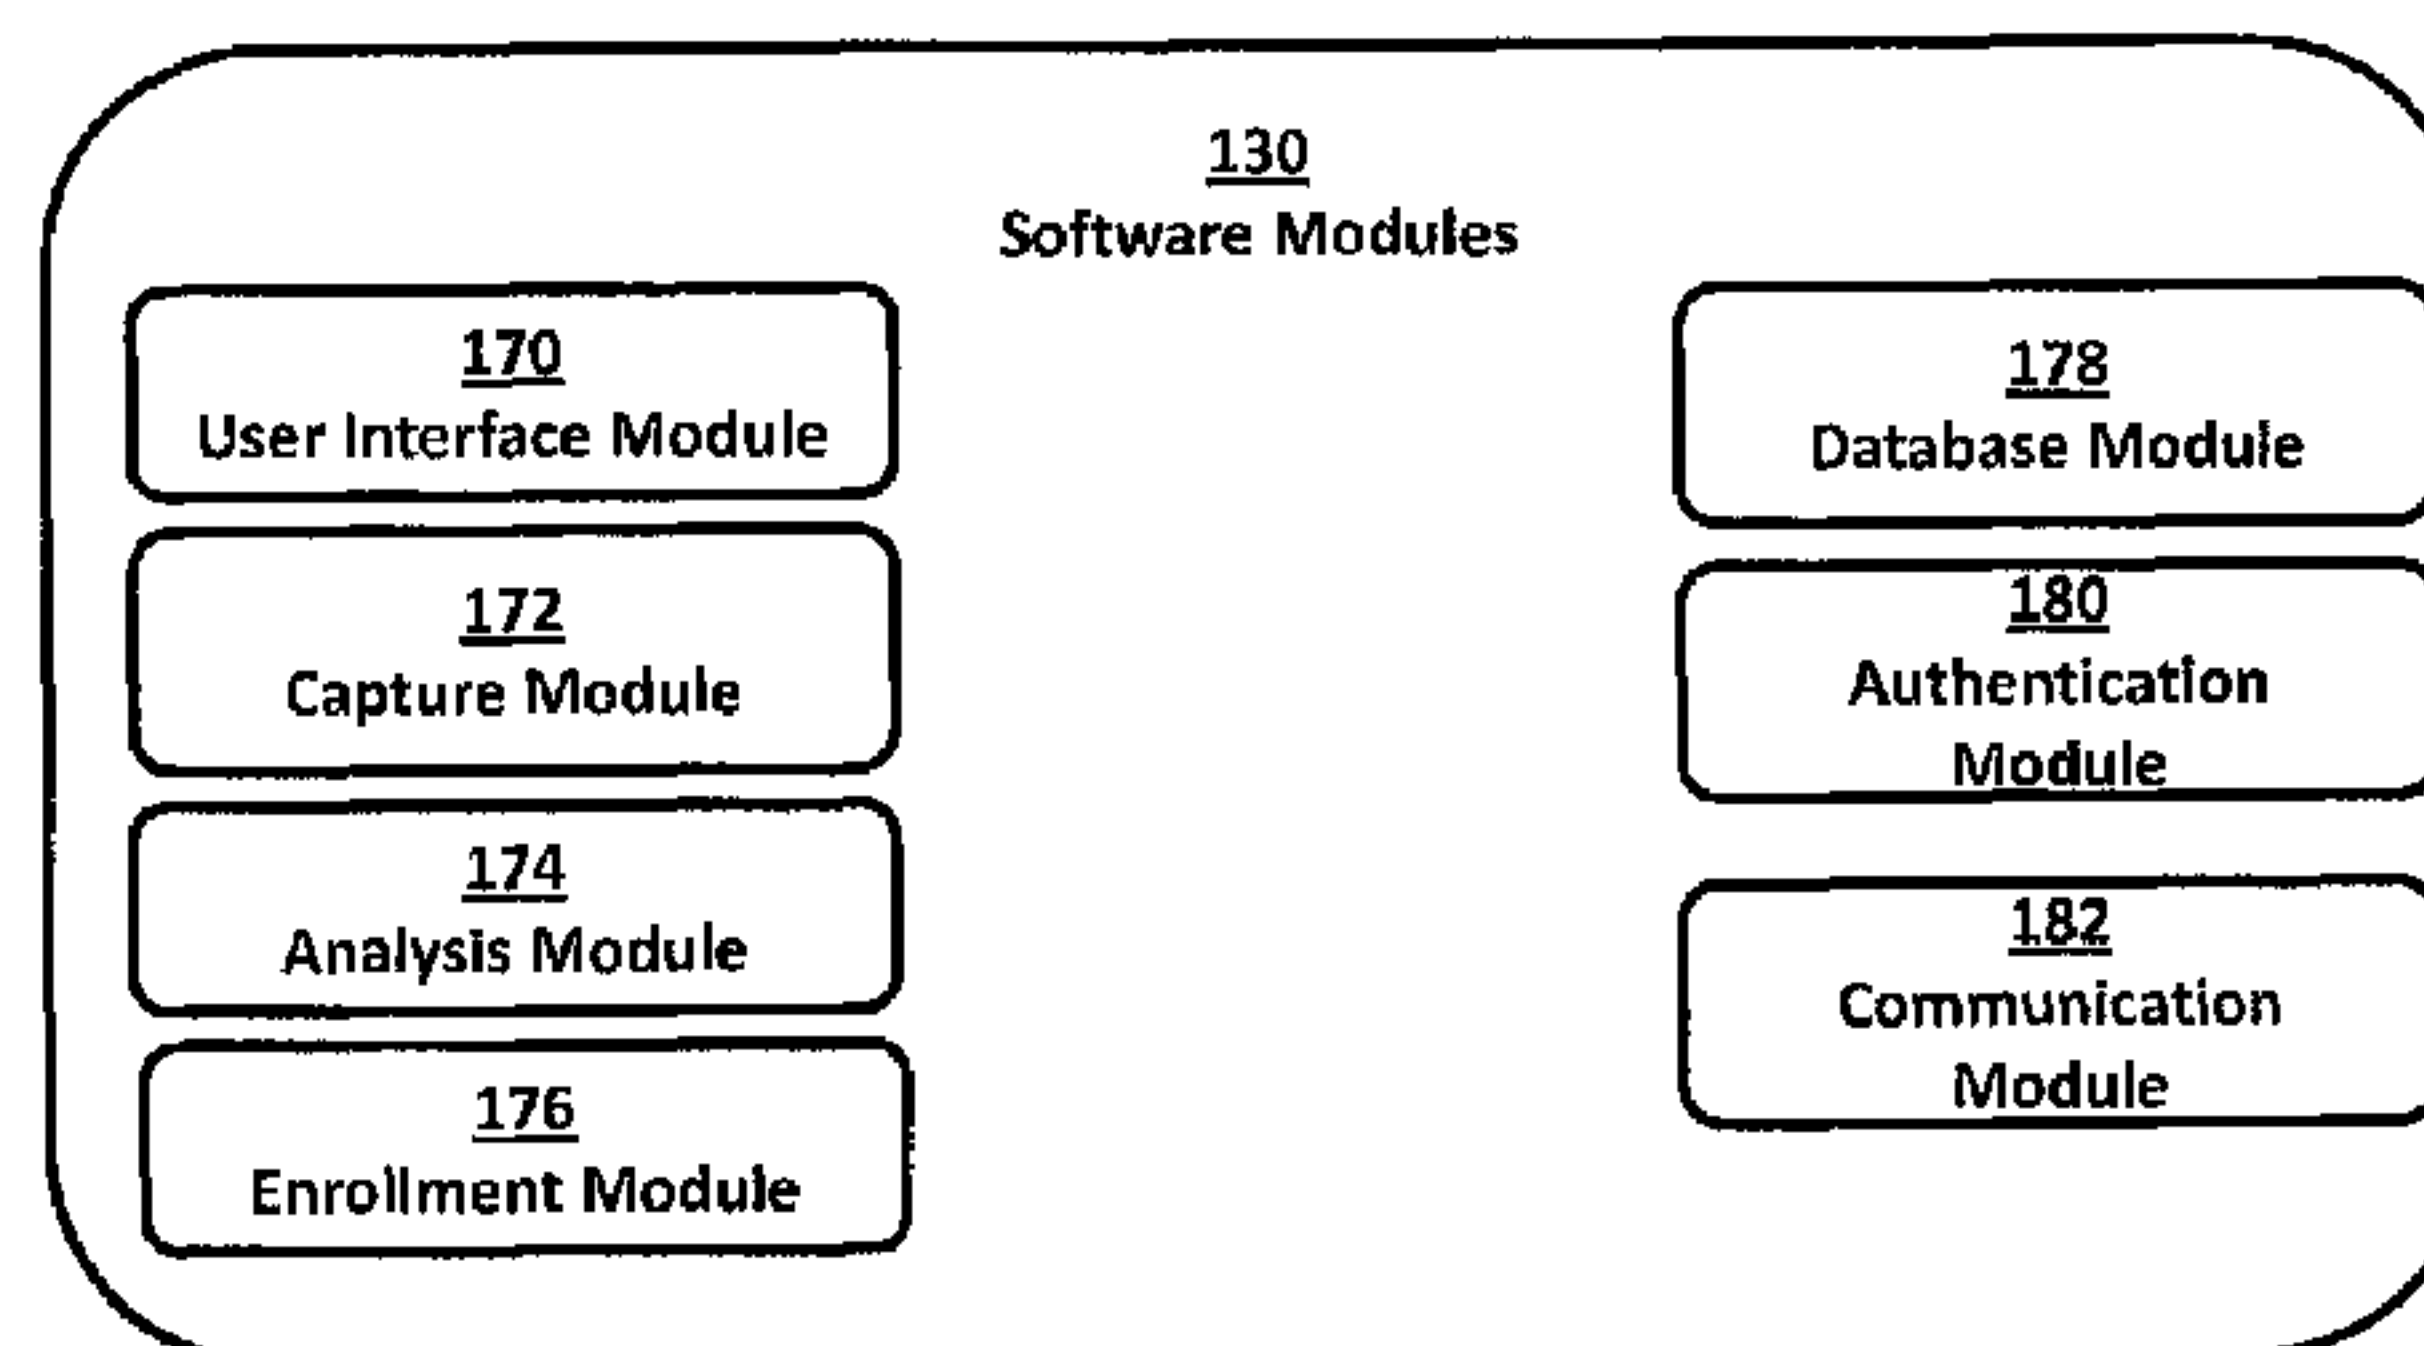 130
Software Modules
170
User Interface Module
172
Capture Module
174
Analysis Module
176
Enrollment Module
178
Database Module
180
Authentication
Module
182
Communication
Module